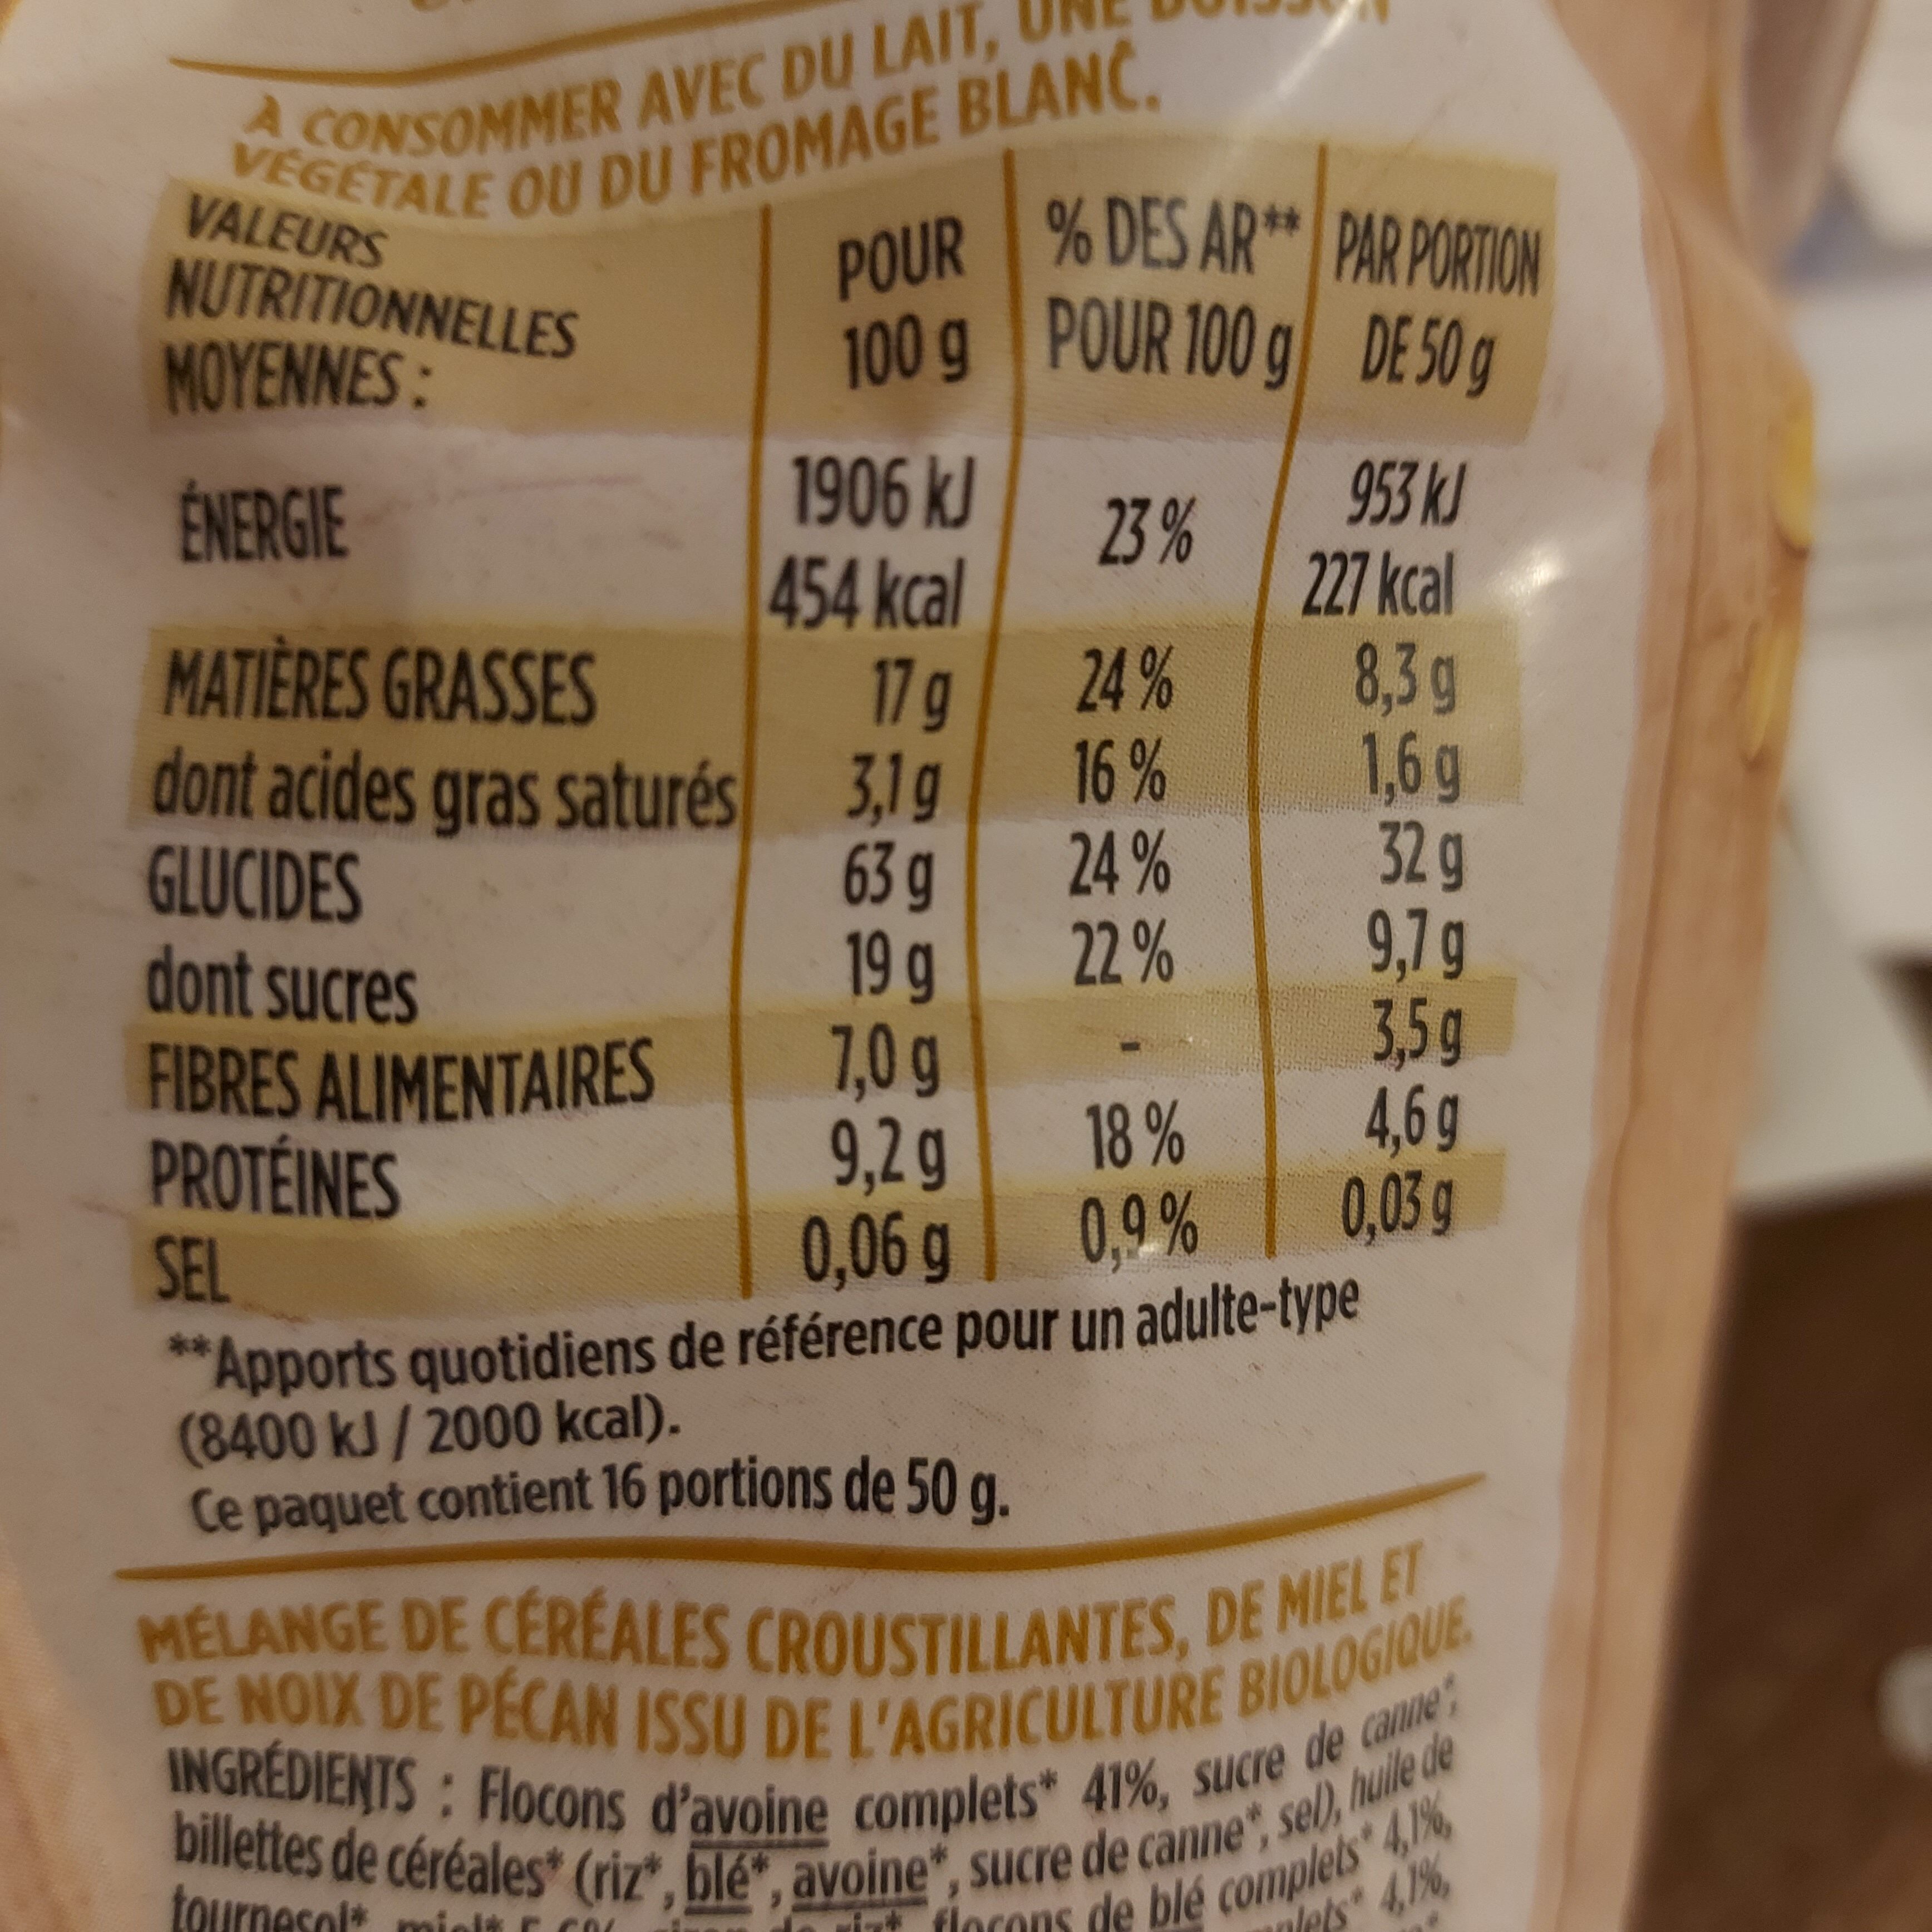 À CONSOMMER AVEC DU LAIT, UNE BOISSON
VÉGÉTALE OU DU FROMAGE BLANC.
VALEURS NUTRITIONNELLES MOYENNES : POUR 100 g % DES AR** POUR 100 g PAR PORTION DE 50 g
ÉNERGIE 1906 kJ 454 kcal 23 % 953 kJ 227 kcal
MATIÈRES GRASSES 17 g 24 % 8,3 g
dont acides gras saturés 3,1 g 16 % 1,6 g
GLUCIDES 63 g 24 % 32 g
dont sucres 19 g 22 % 9,7 g
FIBRES ALIMENTAIRES 7,0 g - 3,5 g
PROTÉINES 9,2 g 18 % 4,6 g
SEL 0,06 g 0,9 % 0,03 g
**Apports quotidiens de référence pour un adulte-type
(8400 kJ / 2000 kcal).
Ce paquet contient 16 portions de 50 g.
MÉLANGE DE CÉRÉALES CROUSTILLANTES, DE MIEL ET
DE NOIX DE PÉCAN ISSU DE L'AGRICULTURE BIOLOGIQUE.
INGRÉDIENTS : Flocons d'avoine complets* 41%, sucre de canne*,
billettes de céréales* (riz*, blé*, avoine*, sucre de canne*, sel), huile de
tournesol* flocons de blé complets* 4,1%,
4,1%,